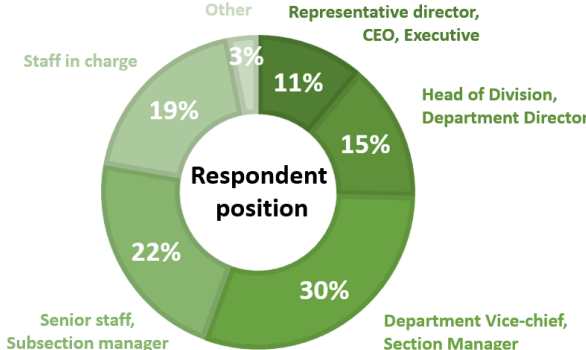 Other
3%
Representative director,
CEO, Executive
11%
Head of Division,
Department Director
15%
Department Vice-chief,
Section Manager
30%
Senior staff,
Subsection manager
22%
Staff in charge
19%
Respondent
position